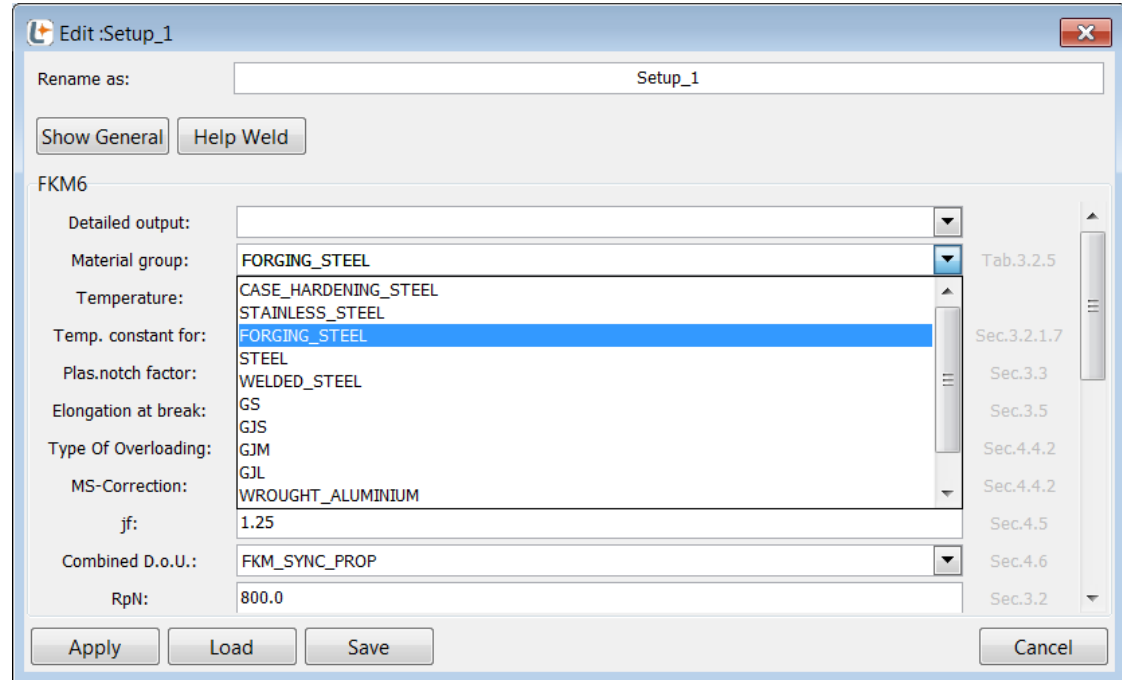 Edit :Setup_1
Rename as: Setup_1
Show General Help Weld
FKM6
Detailed output:
Material group: FORGING_STEEL Tab.3.2.5
CASE_HARDENING_STEEL
Temperature:
STAINLESS_STEEL
Temp. constant for: FORGING_STEEL Sec.3.2.1.7
STEEL
Plas.notch factor: Sec.3.3
WELDED_STEEL
GS
Elongation at break: Sec.3.5
GJS
Type Of Overloading: GJM Sec.4.4.2
GJL
MS-Correction: Sec.4.4.2
WROUGHT_ALUMINIUM
jf: 1.25 Sec.4.5
Combined D.o.U.: FKM_SYNC_PROP Sec.4.6
RpN: 800.0 Sec.3.2
Apply Load Save Cancel